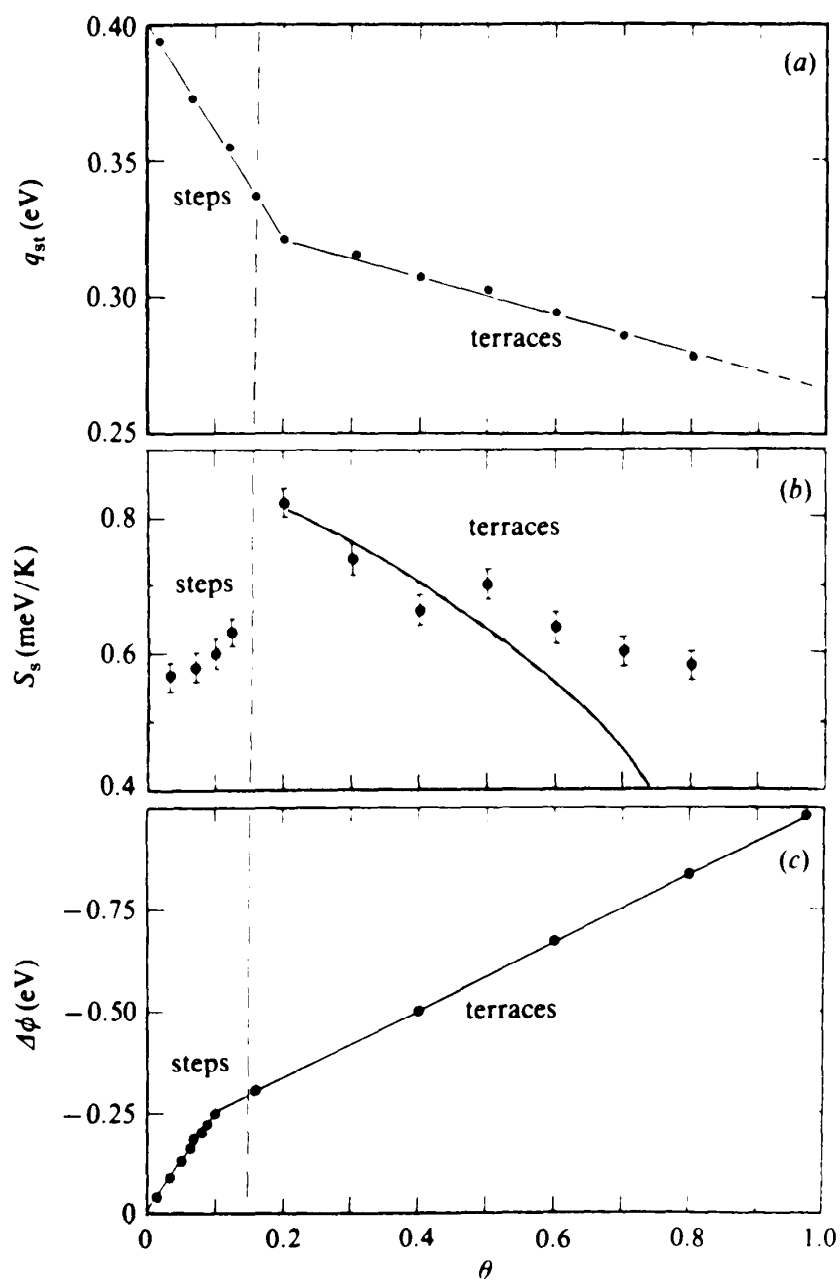 0.40
(a)
0.35
steps
q_st (eV)
0.30
terraces
0.25
(b)
0.8
terraces
steps
S_s (meV/K)
0.6
0.4
(c)
−0.75
Δϕ (eV)
−0.50
terraces
steps
−0.25
0
0 0.2 0.4 0.6 0.8 1.0
θ